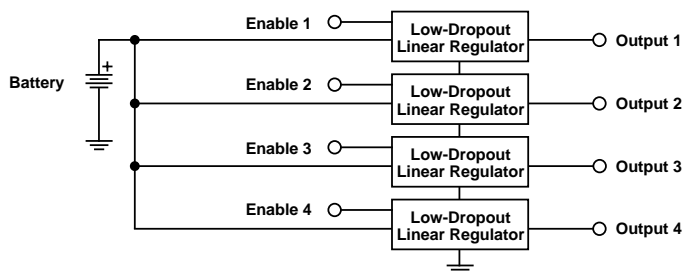 Enable 1
Low-Dropout
Linear Regulator
Output 1
Battery
+
Enable 2
Low-Dropout
Linear Regulator
Output 2
Enable 3
Low-Dropout
Linear Regulator
Output 3
Enable 4
Low-Dropout
Linear Regulator
Output 4